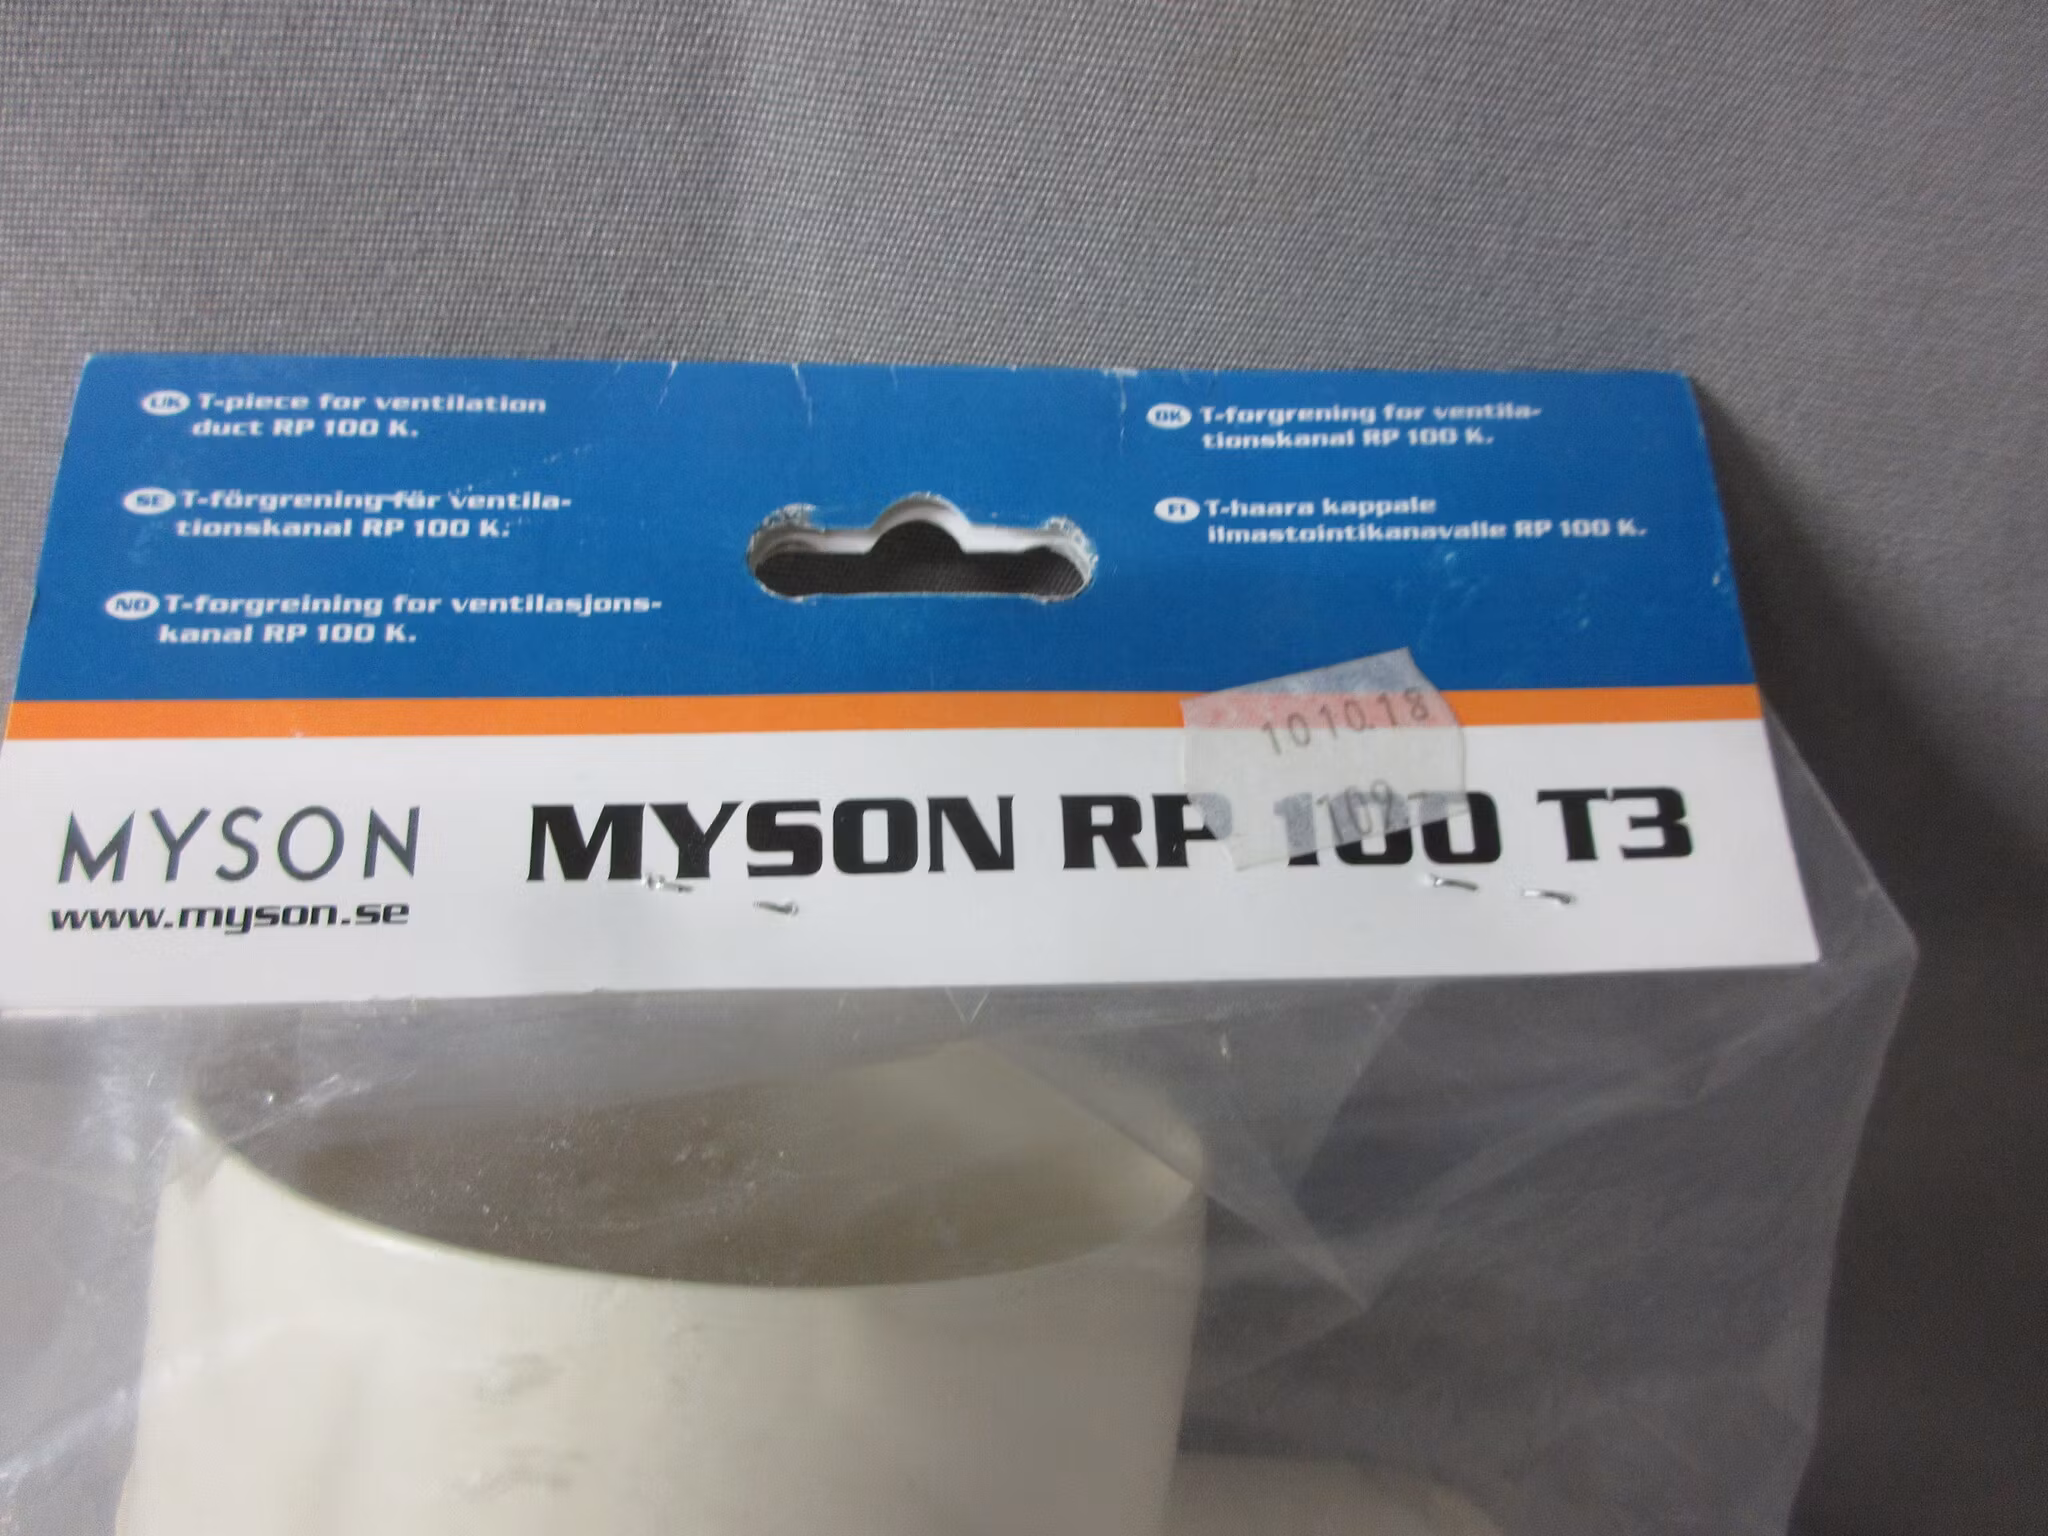 UK T-piece for ventilation
duct RP 100 K.
SE T-förgrening för ventila-
tionskanal RP 100 K.
NO T-forgreining for ventilasjons-
kanal RP 100 K.
DK T-forgrening for ventila-
tionskanal RP 100 K.
FI T-haara kappale
ilmastointikanavalle RP 100 K.
10 10.18
109.-
MYSON
www.myson.se
MYSON RP 100 T3